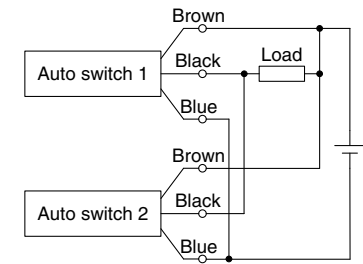 Brown
Auto switch 1
Black
Load
Blue
Brown
Auto switch 2
Black
Blue